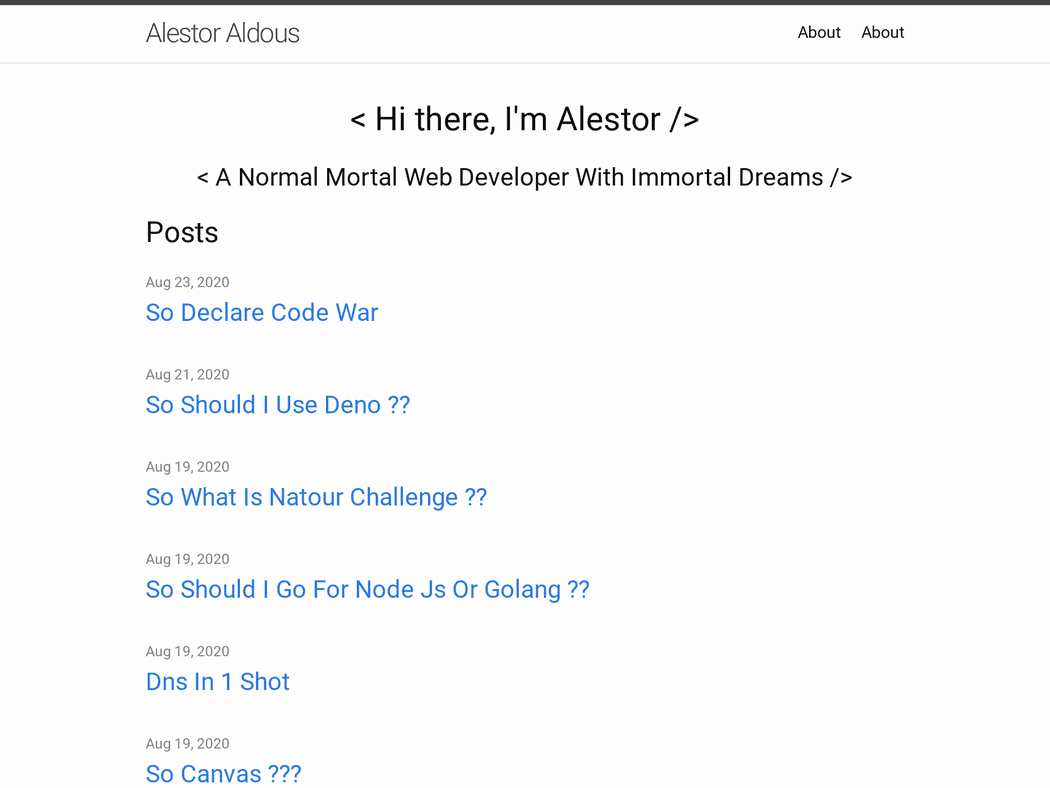 Alestor Aldous
About About
< Hi there, I'm Alestor />
< A Normal Mortal Web Developer With Immortal Dreams />
Posts
Aug 23, 2020
So Declare Code War
Aug 21, 2020
So Should I Use Deno ??
Aug 19, 2020
So What Is Natour Challenge ??
Aug 19, 2020
So Should I Go For Node Js Or Golang ??
Aug 19, 2020
Dns In 1 Shot
Aug 19, 2020
So Canvas ???